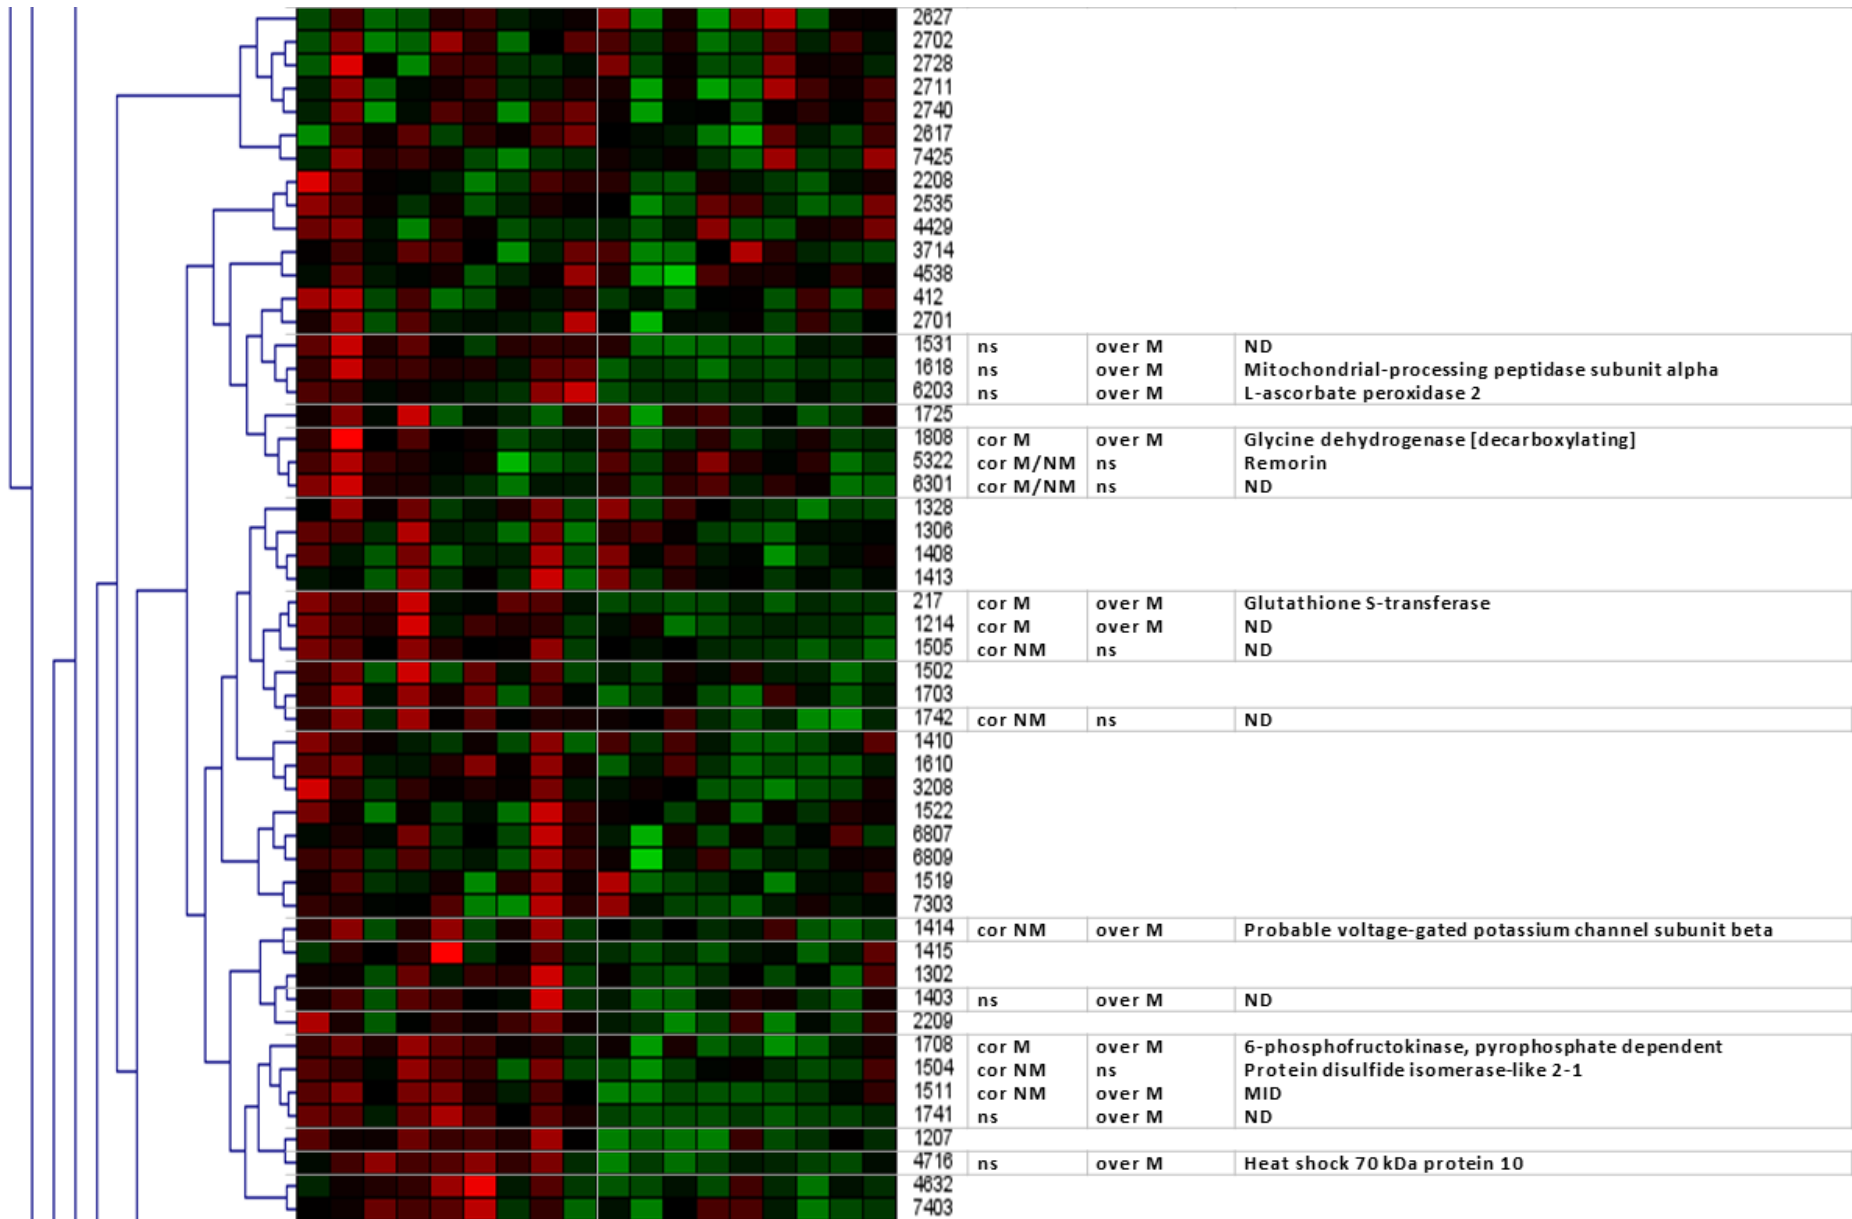 2627
2702
2728
2711
2740
2617
7425
2208
2535
4429
3714
4538
412
2701
1531 ns over M ND
1618 ns over M Mitochondrial-processing peptidase subunit alpha
6203 ns over M L-ascorbate peroxidase 2
1725
1808 cor M over M Glycine dehydrogenase [decarboxylating]
5322 cor M/NM ns Remorin
6301 cor M/NM ns ND
1328
1306
1408
1413
217 cor M over M Glutathione S-transferase
1214 cor M over M ND
1505 cor NM ns ND
1502
1703
1742 cor NM ns ND
1410
1610
3208
1522
6807
6809
1519
7303
1414 cor NM over M Probable voltage-gated potassium channel subunit beta
1415
1302
1403 ns over M ND
2209
1708 cor M over M 6-phosphofructokinase, pyrophosphate dependent
1504 cor NM ns Protein disulfide isomerase-like 2-1
1511 cor NM over M MID
1741 ns over M ND
1207
4716 ns over M Heat shock 70 kDa protein 10
4632
7403